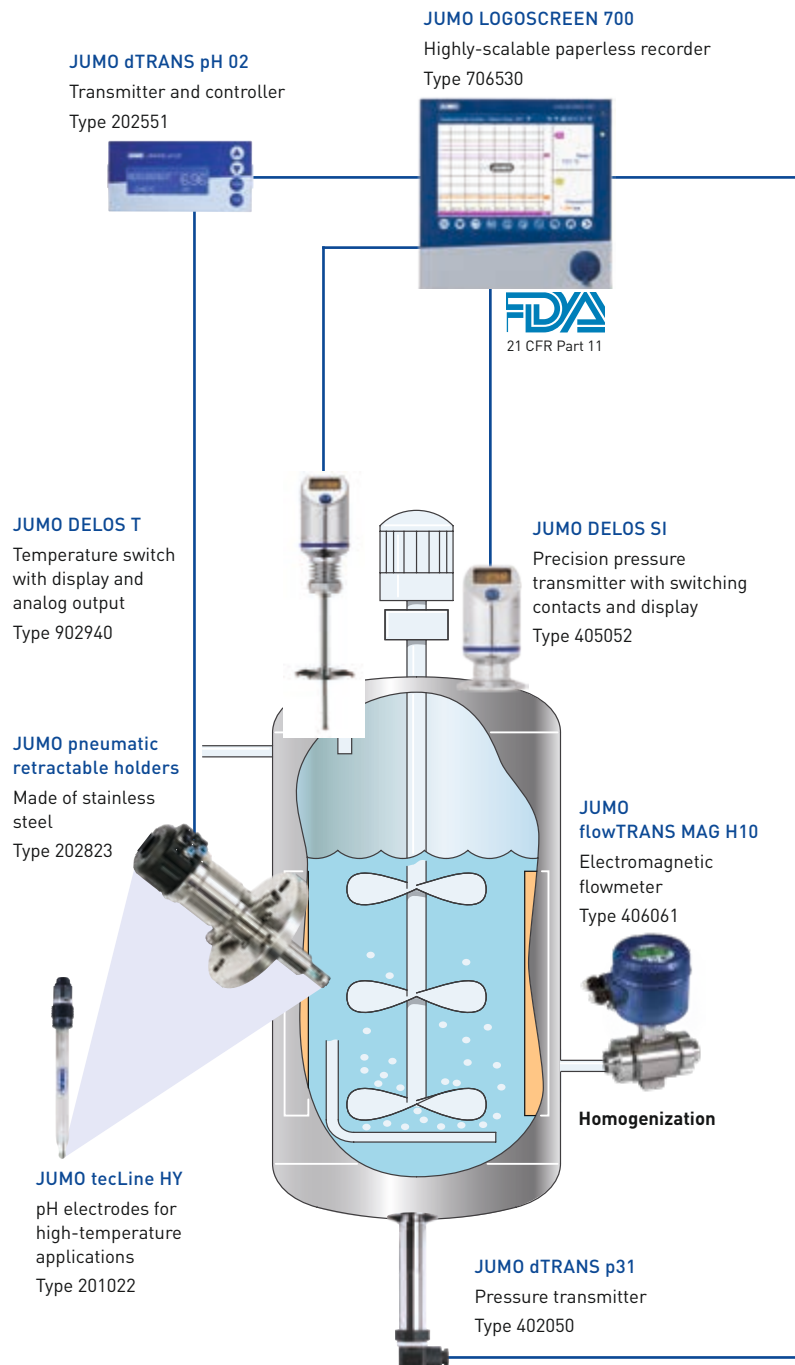 JUMO LOGOSCREEN 700
Highly-scalable paperless recorder
Type 706530
JUMO dTRANS pH 02
Transmitter and controller
Type 202551
JUMO
6.96
FDA
21 CFR Part 11
JUMO DELOS T
Temperature switch
with display and
analog output
Type 902940
JUMO DELOS SI
Precision pressure
transmitter with switching
contacts and display
Type 405052
JUMO pneumatic
retractable holders
Made of stainless
steel
Type 202823
JUMO
flowTRANS MAG H10
Electromagnetic
flowmeter
Type 406061
Homogenization
JUMO tecLine HY
pH electrodes for
high-temperature
applications
Type 201022
JUMO dTRANS p31
Pressure transmitter
Type 402050